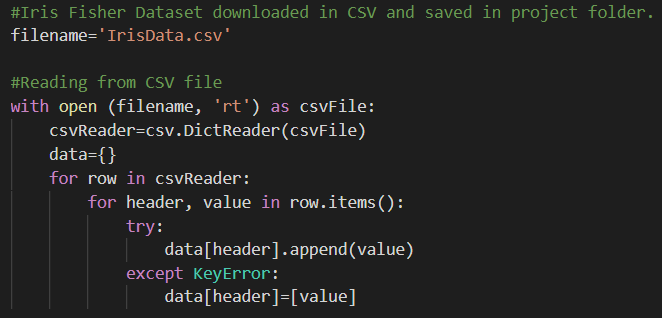 #Iris Fisher Dataset downloaded in CSV and saved in project folder.
filename='IrisData.csv'

#Reading from CSV file
with open (filename, 'rt') as csvFile:
    csvReader=csv.DictReader(csvFile)
    data={}
    for row in csvReader:
        for header, value in row.items():
            try:
                data[header].append(value)
            except KeyError:
                data[header]=[value]